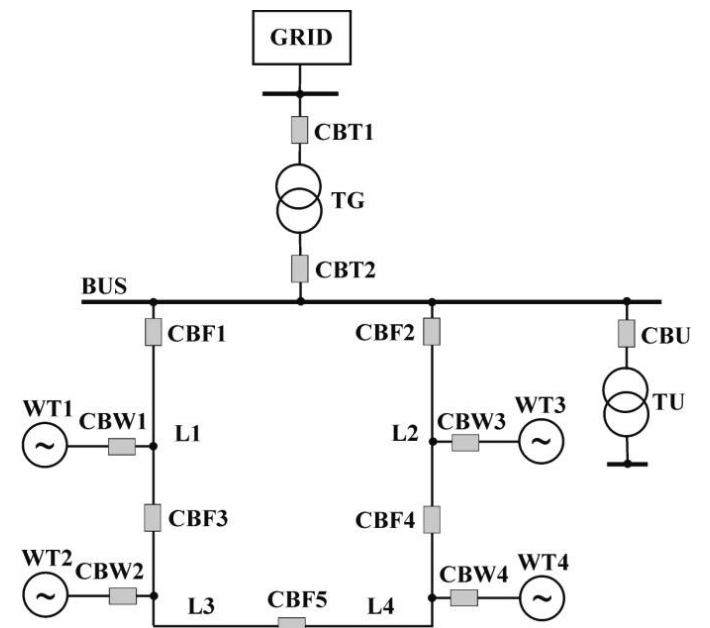 GRID
CBT1
TG
CBT2
BUS
CBF1
CBF2
CBU
WT1
CBW1
L1
L2
CBW3
WT3
TU
~
~
CBF3
CBF4
WT2
CBW2
CBW4
WT4
~
~
L3
CBF5
L4